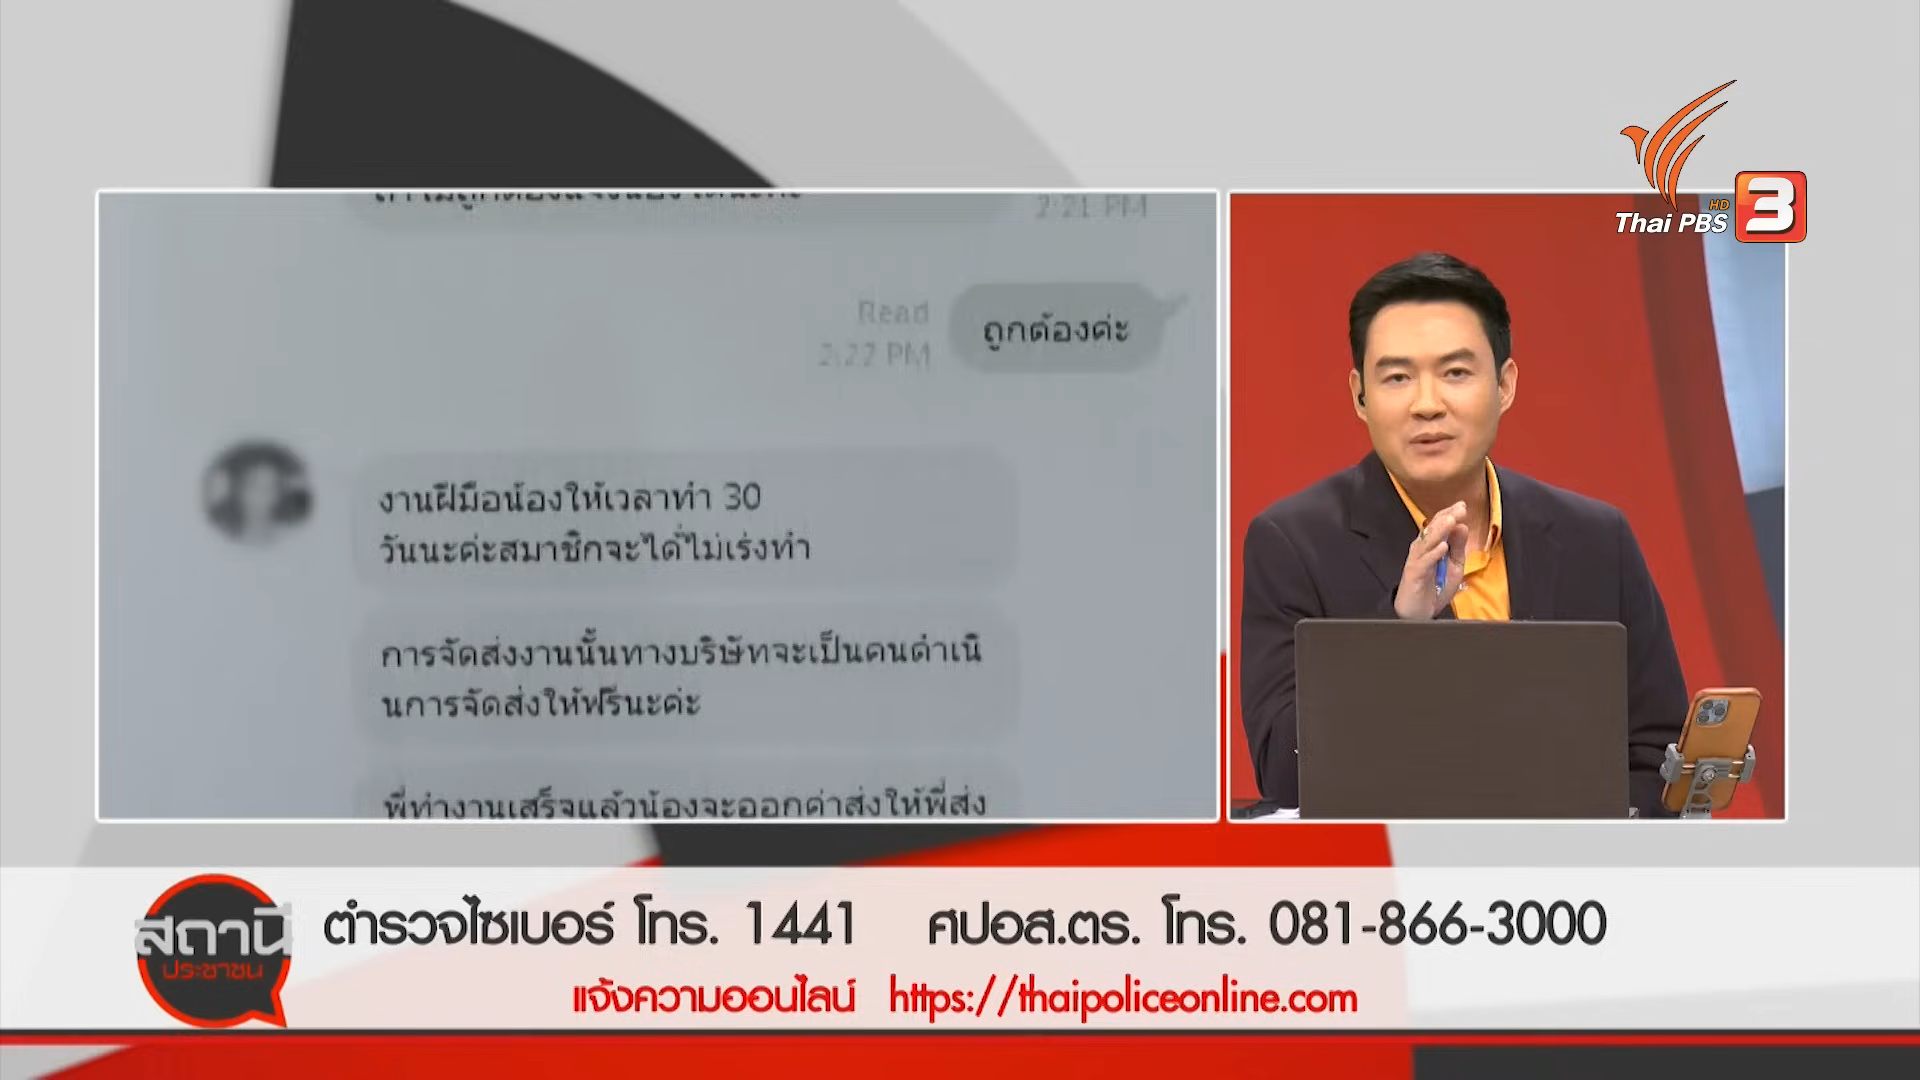 HD
Thai PBS 3
2:21 PM
Read
2:22 PM
ถูกต้องค่ะ
งานฝีมือน้องให้เวลาทำ 30
วันนะค่ะสมาชิกจะได้ไม่เร่งทำ
การจัดส่งงานนั้นทางบริษัทจะเป็นคนดำเนิ
นการจัดส่งให้ฟรีนะค่ะ
พี่ทำงานเสร็จแล้วน้องจะออกค่าส่งให้พี่ส่ง
สถานี
ประชาชน
ตำรวจไซเบอร์ โทร. 1441 ศปอส.ตร. โทร. 081-866-3000
แจ้งความออนไลน์ https://thaipoliceonline.com